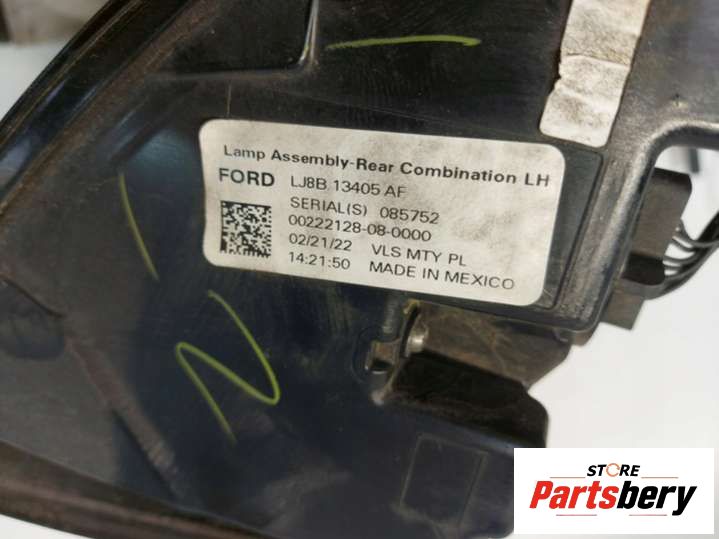 Lamp Assembly-Rear Combination LH
FORD LJ8B 13405 AF
SERIAL(S) 085752
00222128-08-0000
02/21/22 VLS MTY PL
14:21:50 MADE IN MEXICO
N
STORE
Partsbery